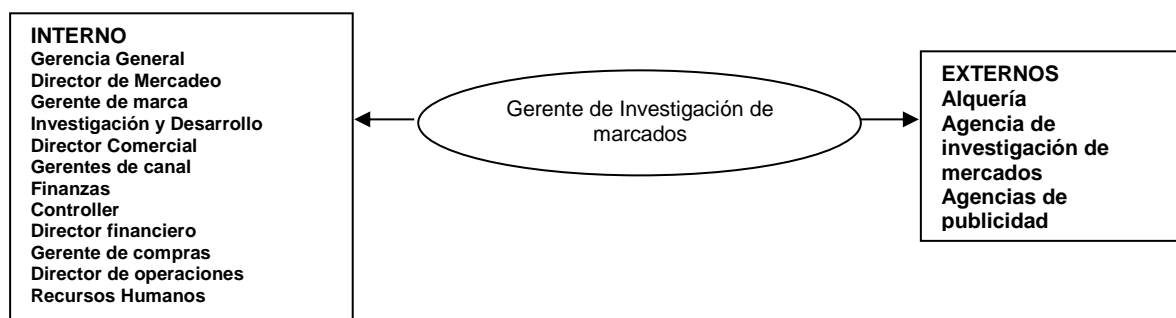 INTERNO
Gerencia General
Director de Mercadeo
Gerente de marca
Investigación y Desarrollo
Director Comercial
Gerentes de canal
Finanzas
Controller
Director financiero
Gerente de compras
Director de operaciones
Recursos Humanos
Gerente de Investigación de
marcados
EXTERNOS
Alquería
Agencia de
investigación de
mercados
Agencias de
publicidad